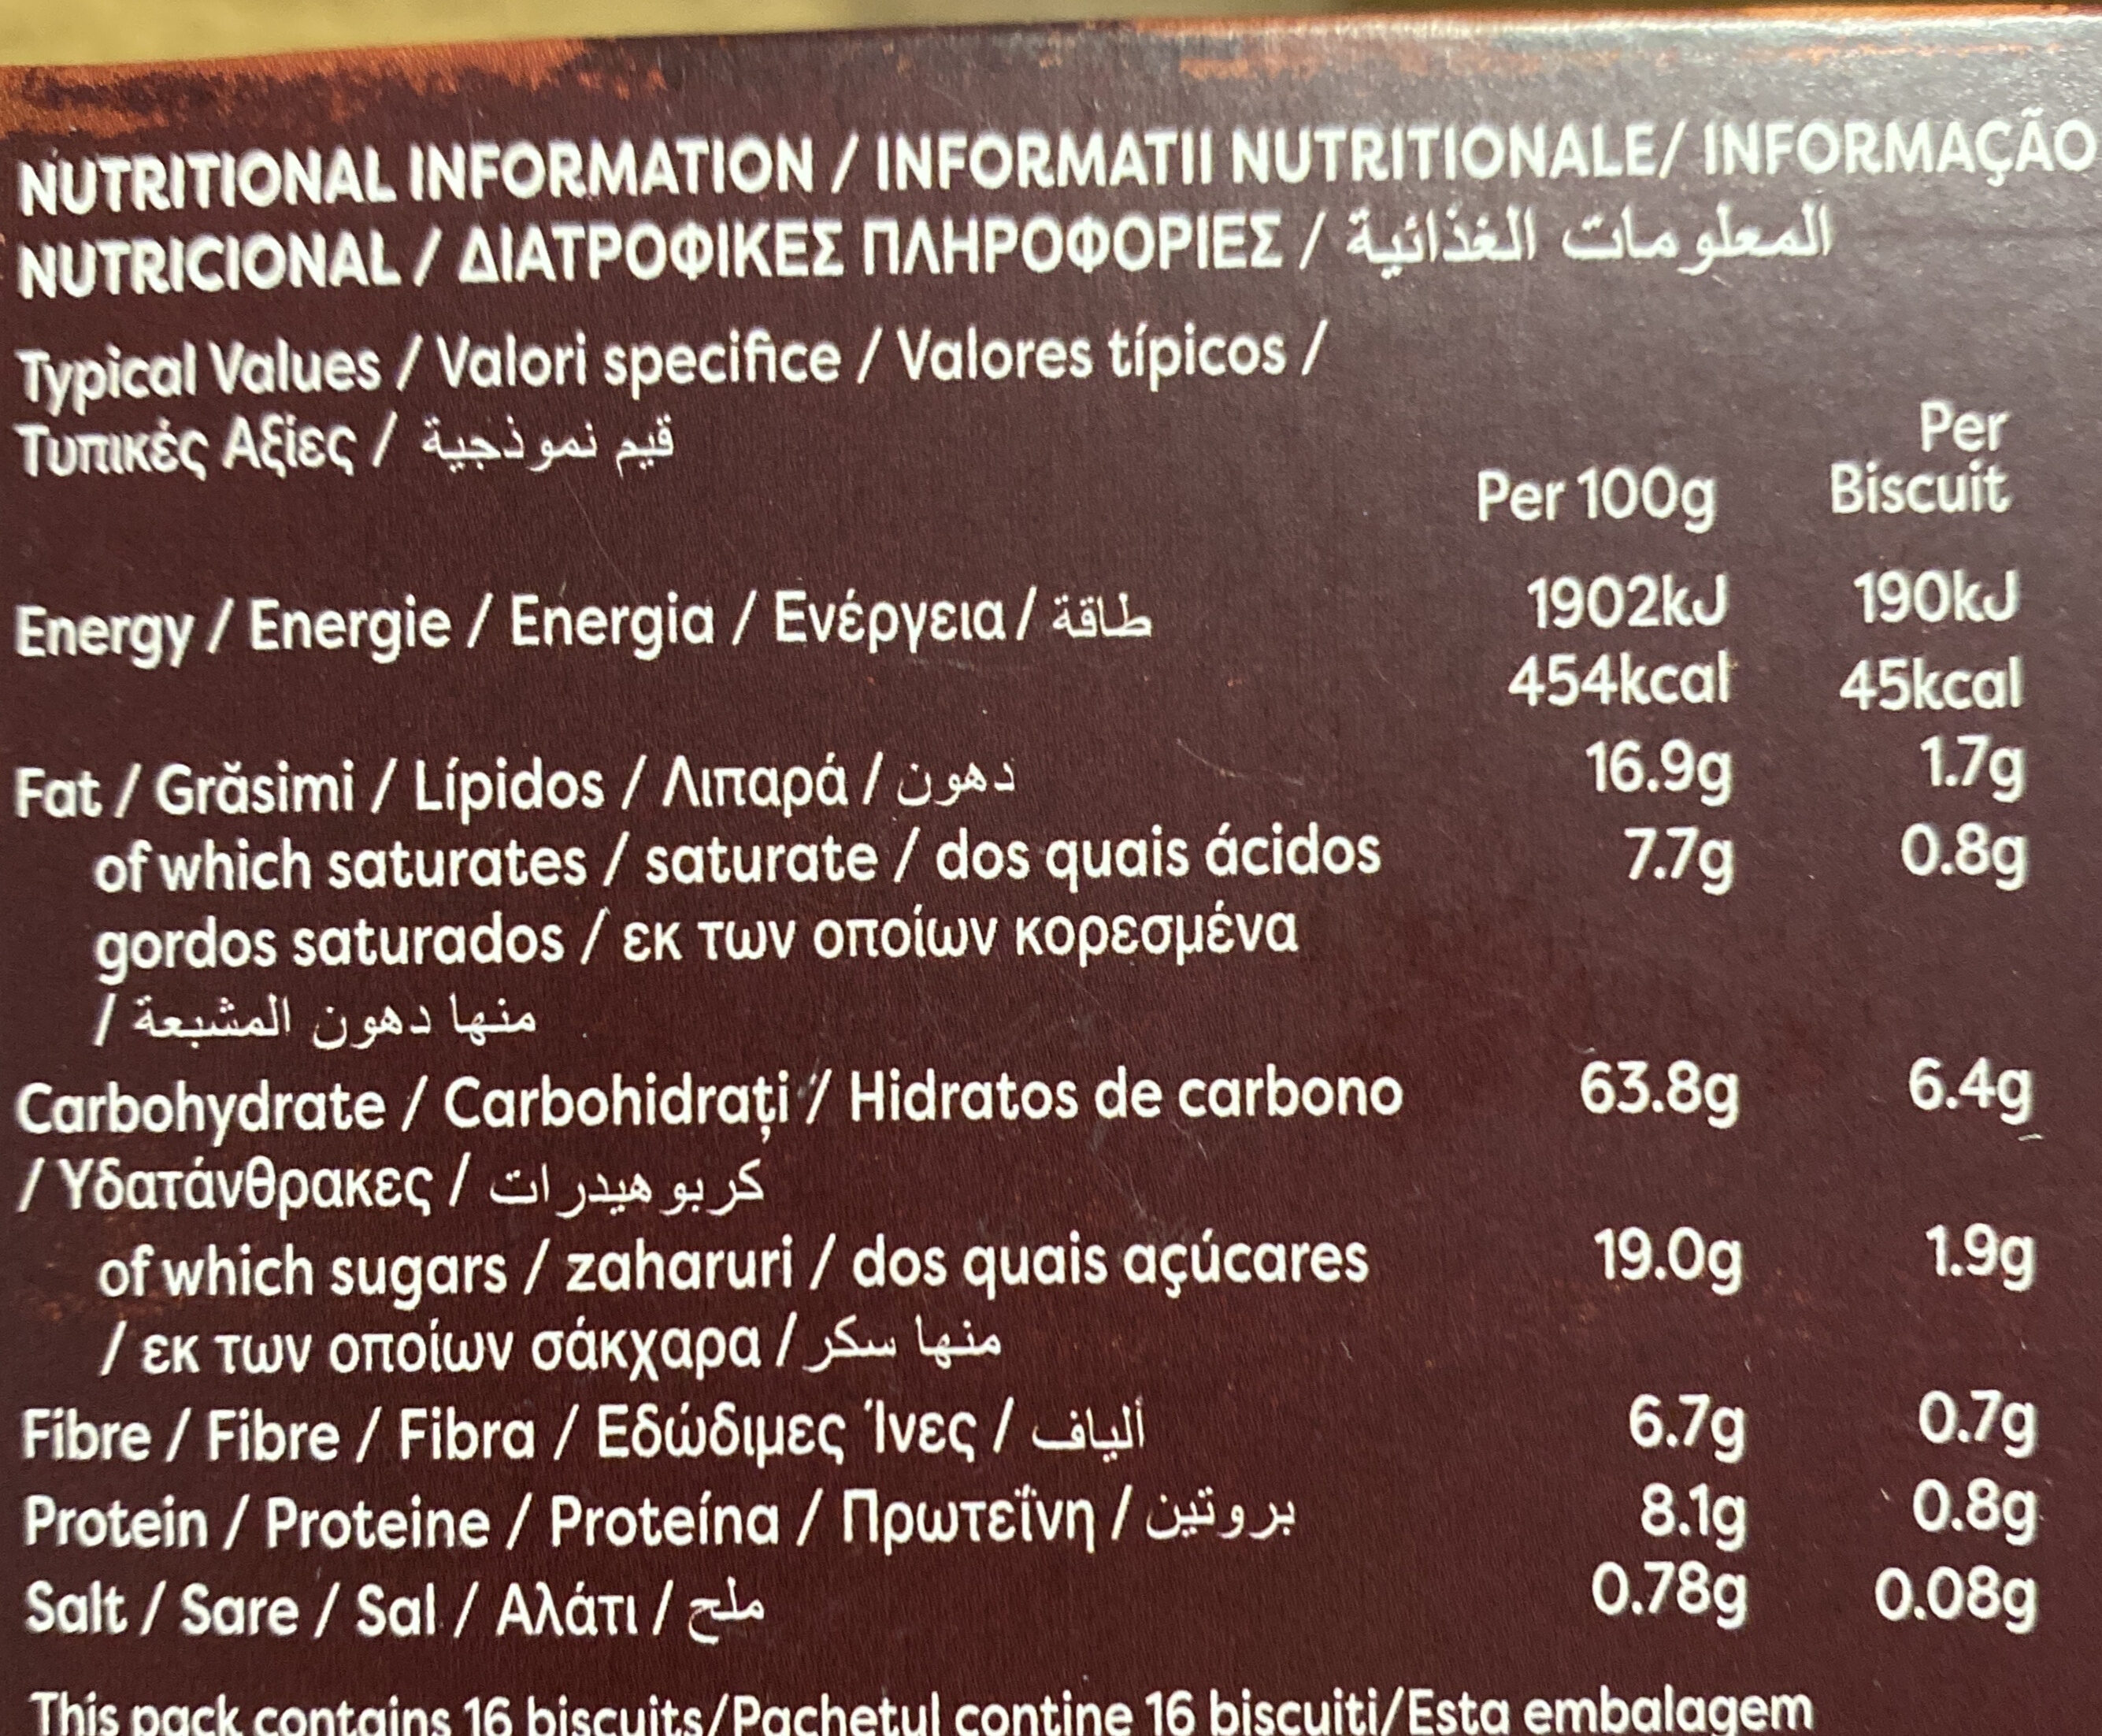 NUTRITIONAL INFORMATION / INFORMATII NUTRITIONALE/ INFORMAÇÃO
NUTRICIONAL / ΔΙΑΤΡΟΦΙΚΕΣ ΠΛΗΡΟΦΟΡΙΕΣ / المعلومات الغذائية
Typical Values / Valori specifice / Valores típicos /
Τυπικές Αξίες / قيم نموذجية
Per 100g Per Biscuit
Energy / Energie / Energia / Ενέργεια / طاقة 1902kJ 190kJ
454kcal 45kcal
Fat / Grăsimi / Lípidos / Λιπαρά / دهون 16.9g 1.7g
of which saturates / saturate / dos quais ácidos 7.7g 0.8g
gordos saturados / εκ των οποίων κορεσμένα
/ منها دهون المشبعة
Carbohydrate / Carbohidrați / Hidratos de carbono 63.8g 6.4g
/ Υδατάνθρακες / كربوهيدرات
of which sugars / zaharuri / dos quais açúcares 19.0g 1.9g
/ εκ των οποίων σάκχαρα / منها سكر
Fibre / Fibre / Fibra / Εδώδιμες Ίνες / ألياف 6.7g 0.7g
Protein / Proteine / Proteína / Πρωτεΐνη / بروتين 8.1g 0.8g
Salt / Sare / Sal / Αλάτι / ملح 0.78g 0.08g
This pack contains 16 biscuits/Pachetul contine 16 biscuiti/Esta embalagem